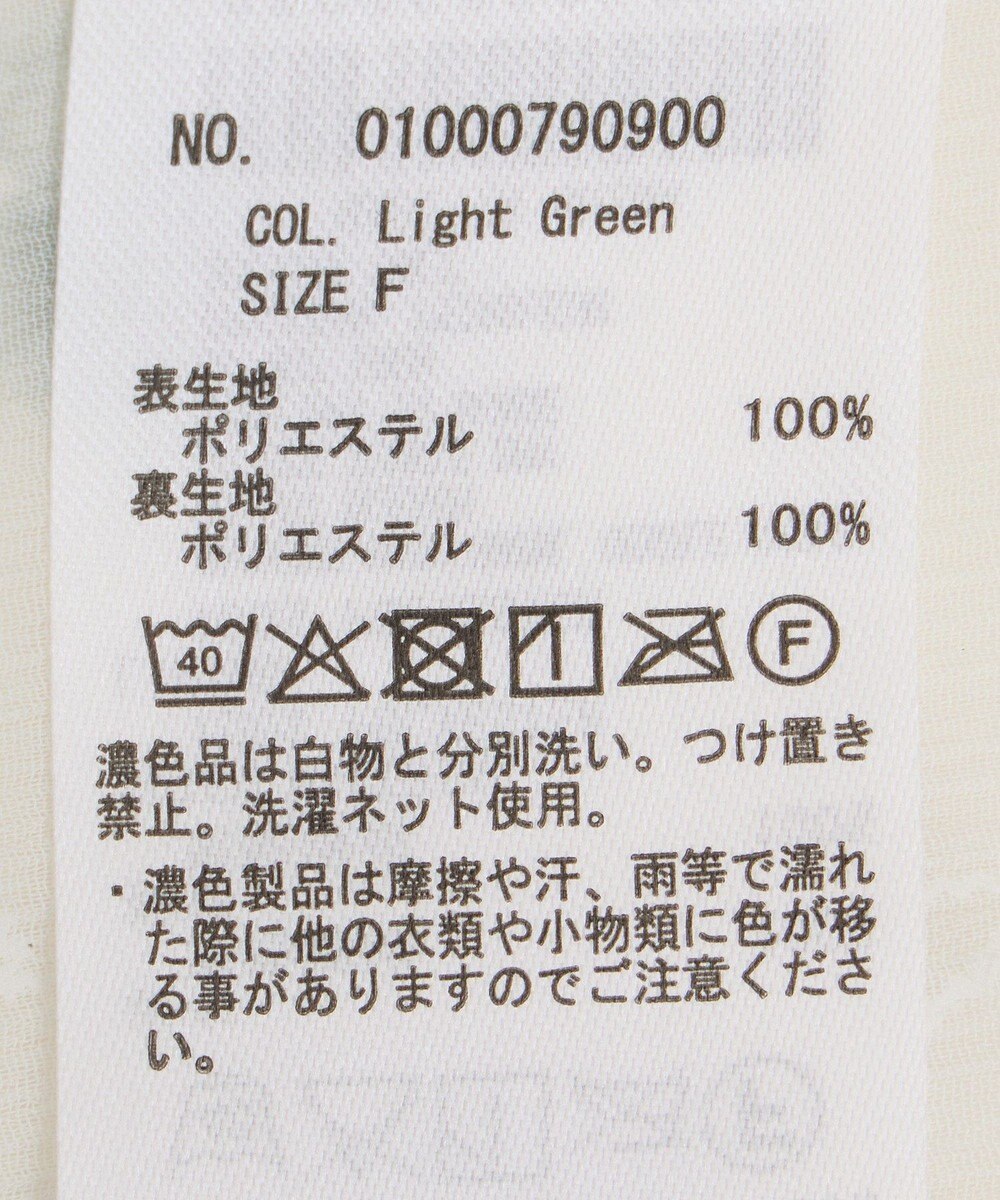 NO. 01000790900
COL. Light Green
SIZE F
表生地
ポリエステル 100%
裏生地
ポリエステル 100%
40 F
濃色品は白物と分別洗い。つけ置き
禁止。洗濯ネット使用。
・濃色製品は摩擦や汗、雨等で濡れ
た際に他の衣類や小物類に色が移
る事がありますのでご注意くださ
い。